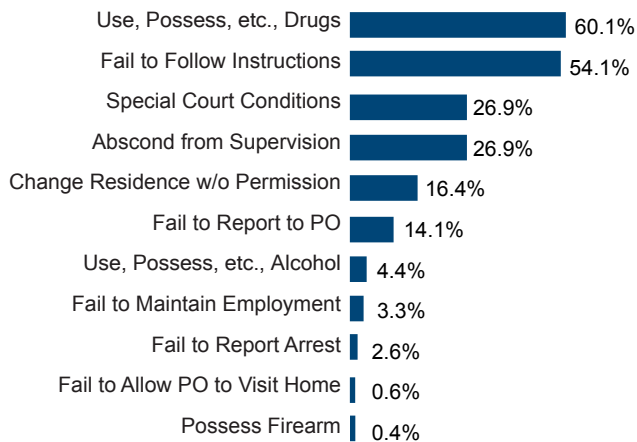 Use, Possess, etc., Drugs 60.1%
Fail to Follow Instructions 54.1%
Special Court Conditions 26.9%
Abscond from Supervision 26.9%
Change Residence w/o Permission 16.4%
Fail to Report to PO 14.1%
Use, Possess, etc., Alcohol 4.4%
Fail to Maintain Employment 3.3%
Fail to Report Arrest 2.6%
Fail to Allow PO to Visit Home 0.6%
Possess Firearm 0.4%